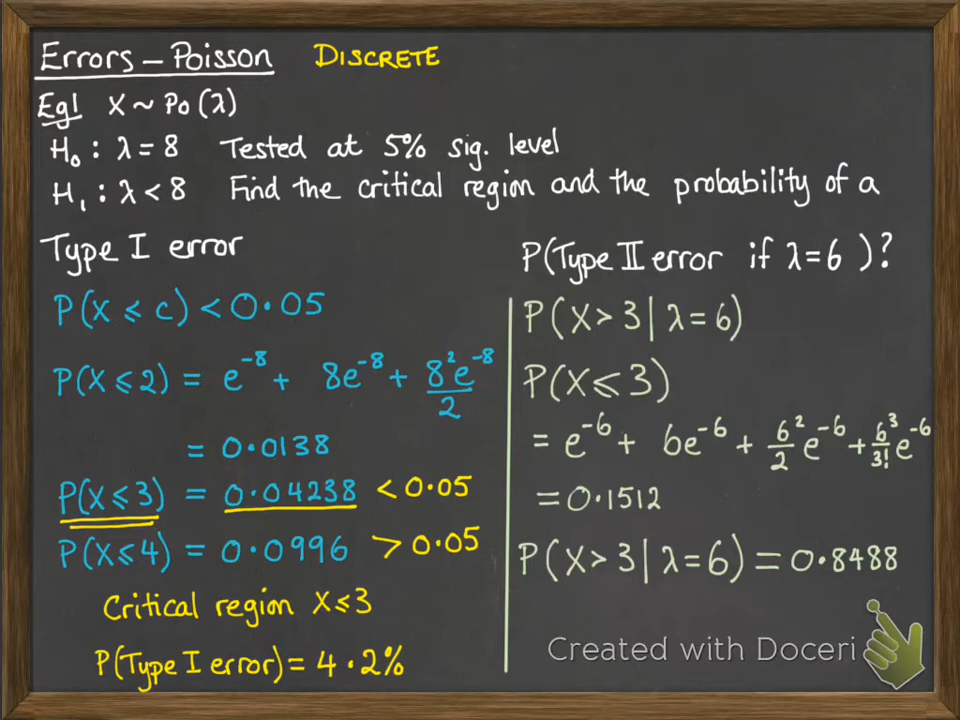 Errors – Poisson DISCRETE
Eg1 X ~ Po (λ)
H₀ : λ = 8 Tested at 5% sig. level
H₁ : λ < 8 Find the critical region and the probability of a
Type I error
P(X ⩽ c) < 0·05
P(X ⩽ 2) = e⁻⁸ + 8e⁻⁸ + 8²e⁻⁸/2
= 0·0138
P(X ⩽ 3) = 0·04238 < 0·05
P(X ⩽ 4) = 0·0996 > 0·05
Critical region X ⩽ 3
P(Type I error) = 4·2%
P(Type II error if λ = 6 )?
P(X > 3 | λ = 6)
P(X ⩽ 3)
= e⁻⁶ + 6e⁻⁶ + 6²/2 e⁻⁶ + 6³/3! e⁻⁶
= 0·1512
P(X > 3 | λ = 6) = 0·8488
Created with Doceri